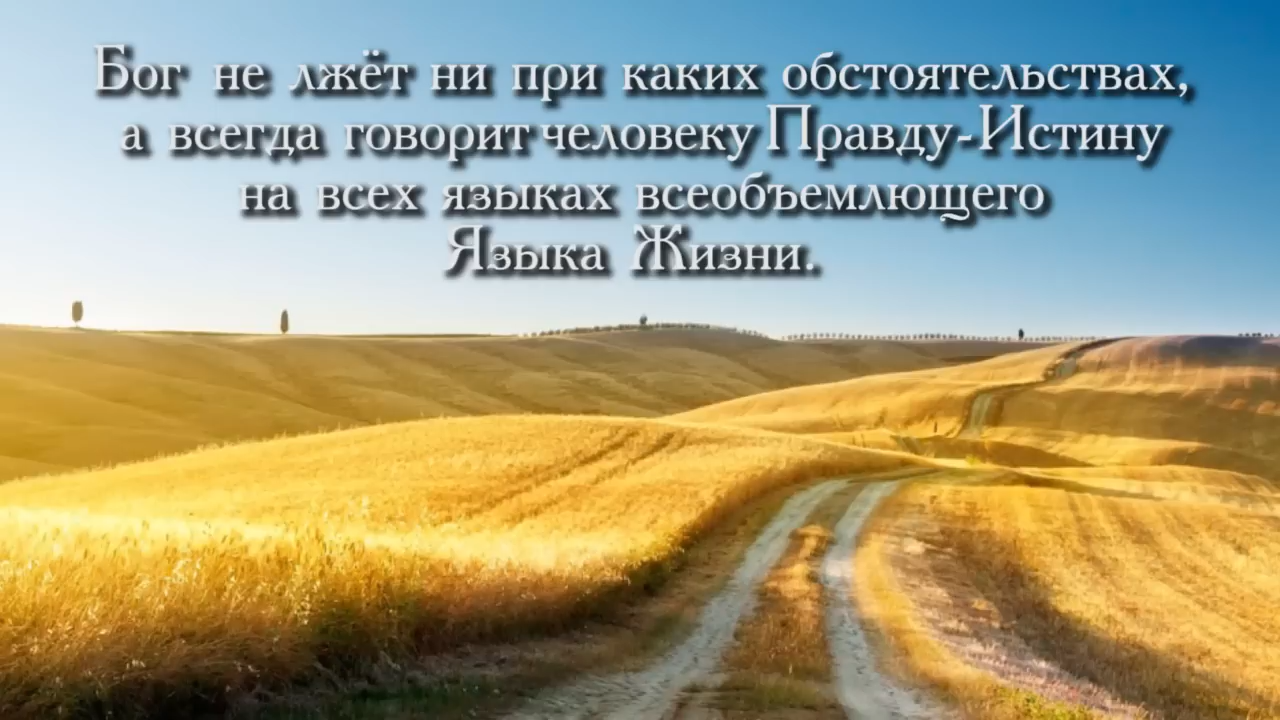 Бог не лжёт ни при каких обстоятельствах,
а всегда говорит человеку Правду-Истину
на всех языках всеобъемлющего
Языка Жизни.